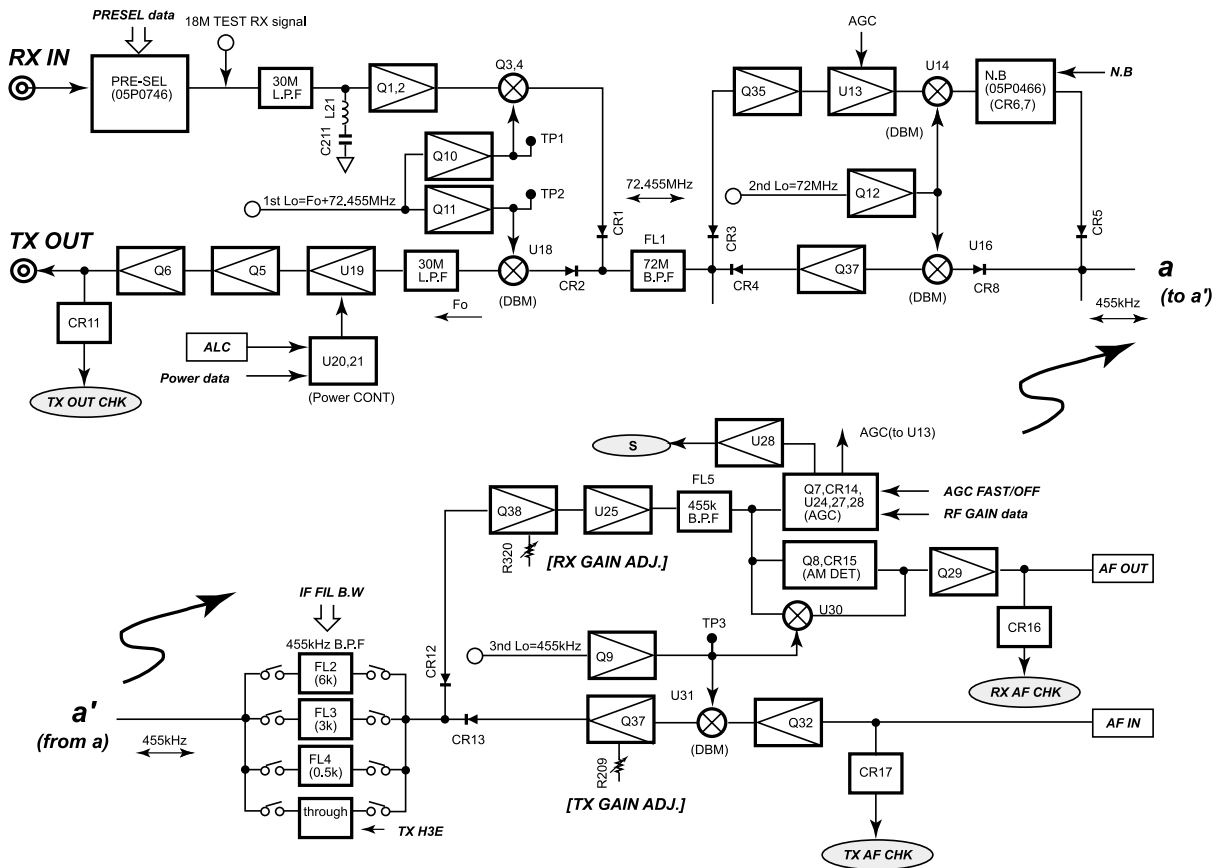 PRESEL data
18M TEST RX signal
RX IN
PRE-SEL
(05P0746)
30M
L.P.F
L21
C211
Q1,2
Q3,4
Q10
TP1
Q11
TP2
1st Lo=Fo+72.455MHz
CR1
AGC
Q35
U13
U14
(DBM)
N.B
(05P0466)
(CR6,7)
N.B
2nd Lo=72MHz
Q12
72.455MHz
CR3
CR5
TX OUT
Q6
Q5
U19
30M
L.P.F
U18
(DBM)
CR2
FL1
72M
B.P.F
CR4
Q37
U16
(DBM)
CR8
a
(to a')
455kHz
Fo
CR11
TX OUT CHK
ALC
Power data
U20,21
(Power CONT)
S
U28
AGC(to U13)
Q38
R320
U25
[RX GAIN ADJ.]
FL5
455k
B.P.F
Q7,CR14,
U24,27,28
(AGC)
AGC FAST/OFF
RF GAIN data
Q8,CR15
(AM DET)
U30
Q29
AF OUT
CR16
RX AF CHK
IF FIL B.W
455kHz B.P.F
FL2
(6k)
FL3
(3k)
FL4
(0.5k)
through
TX H3E
a'
(from a)
455kHz
CR12
CR13
3nd Lo=455kHz
Q9
TP3
U31
(DBM)
Q37
R209
[TX GAIN ADJ.]
Q32
AF IN
CR17
TX AF CHK